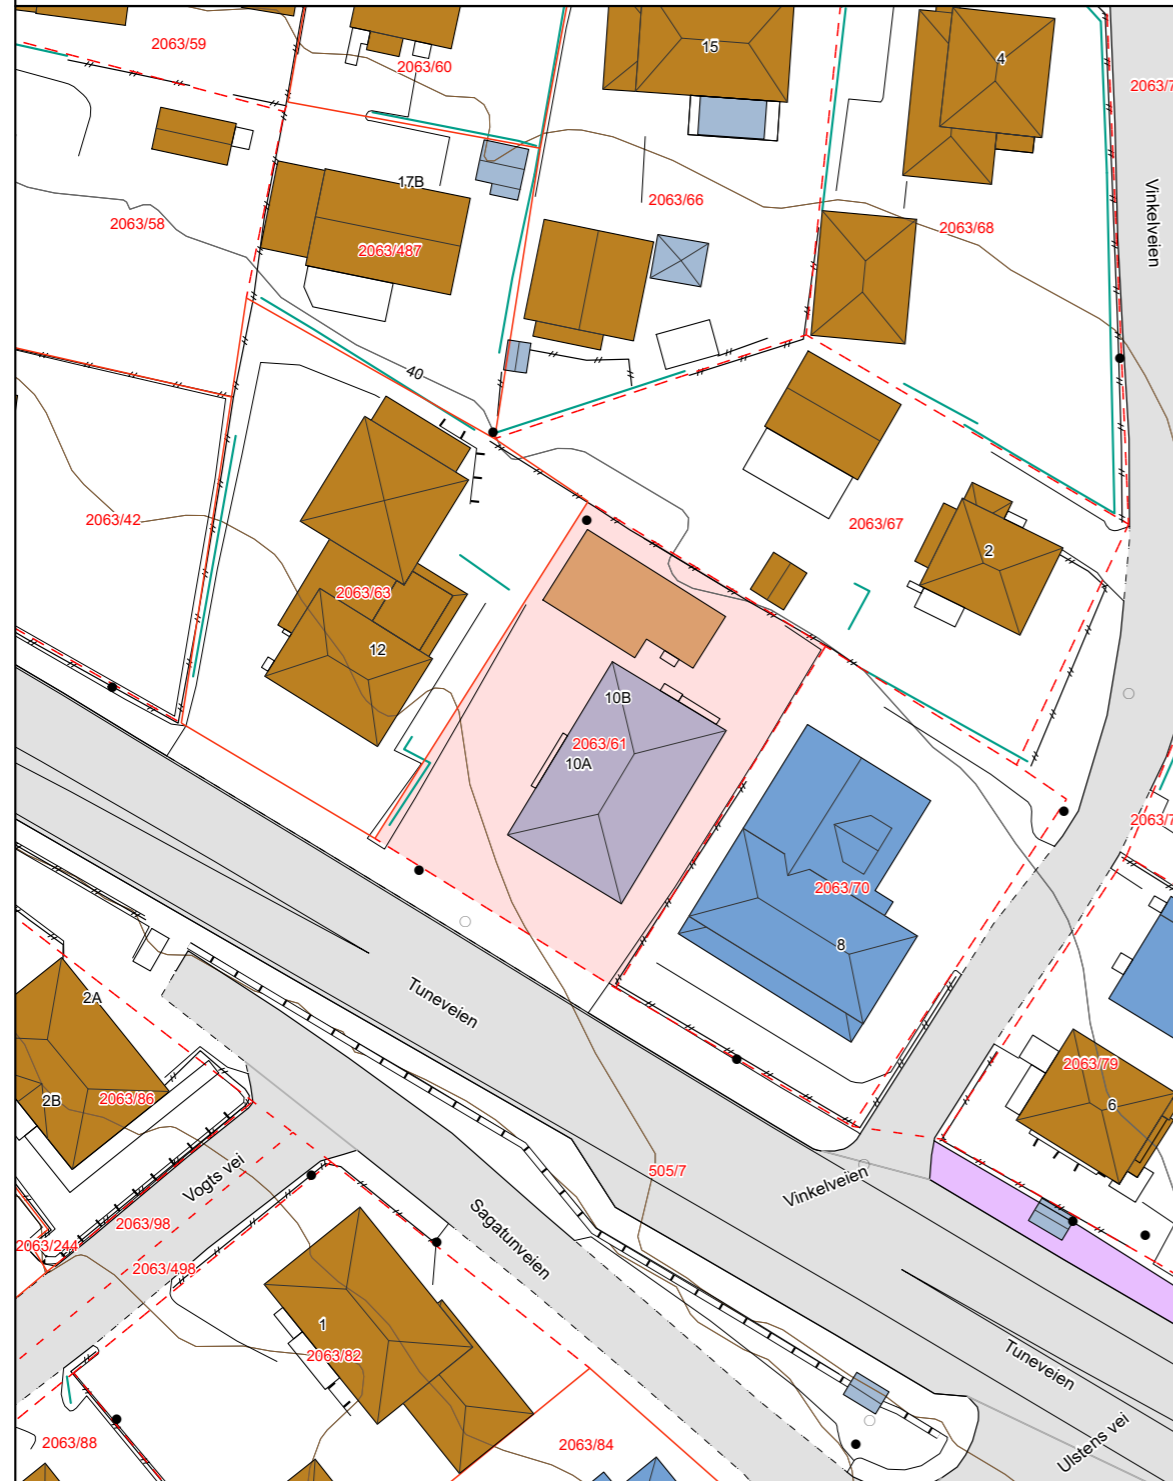 2063/59
2063/60
15
4
2063/7
17B
2063/66
Vinkelveien
2063/58
2063/487
2063/68
40
2063/42
2063/67
2
2063/63
12
10B
2063/61
10A
2063/7
2063/70
8
2A
Tuneveien
2063/79
2B
2063/86
6
505/7
Vogts vei
Vinkelveien
2063/98
Sagatunveien
2063/244
2063/498
1
2063/82
Tuneveien
2063/88
2063/84
Ulstens vei